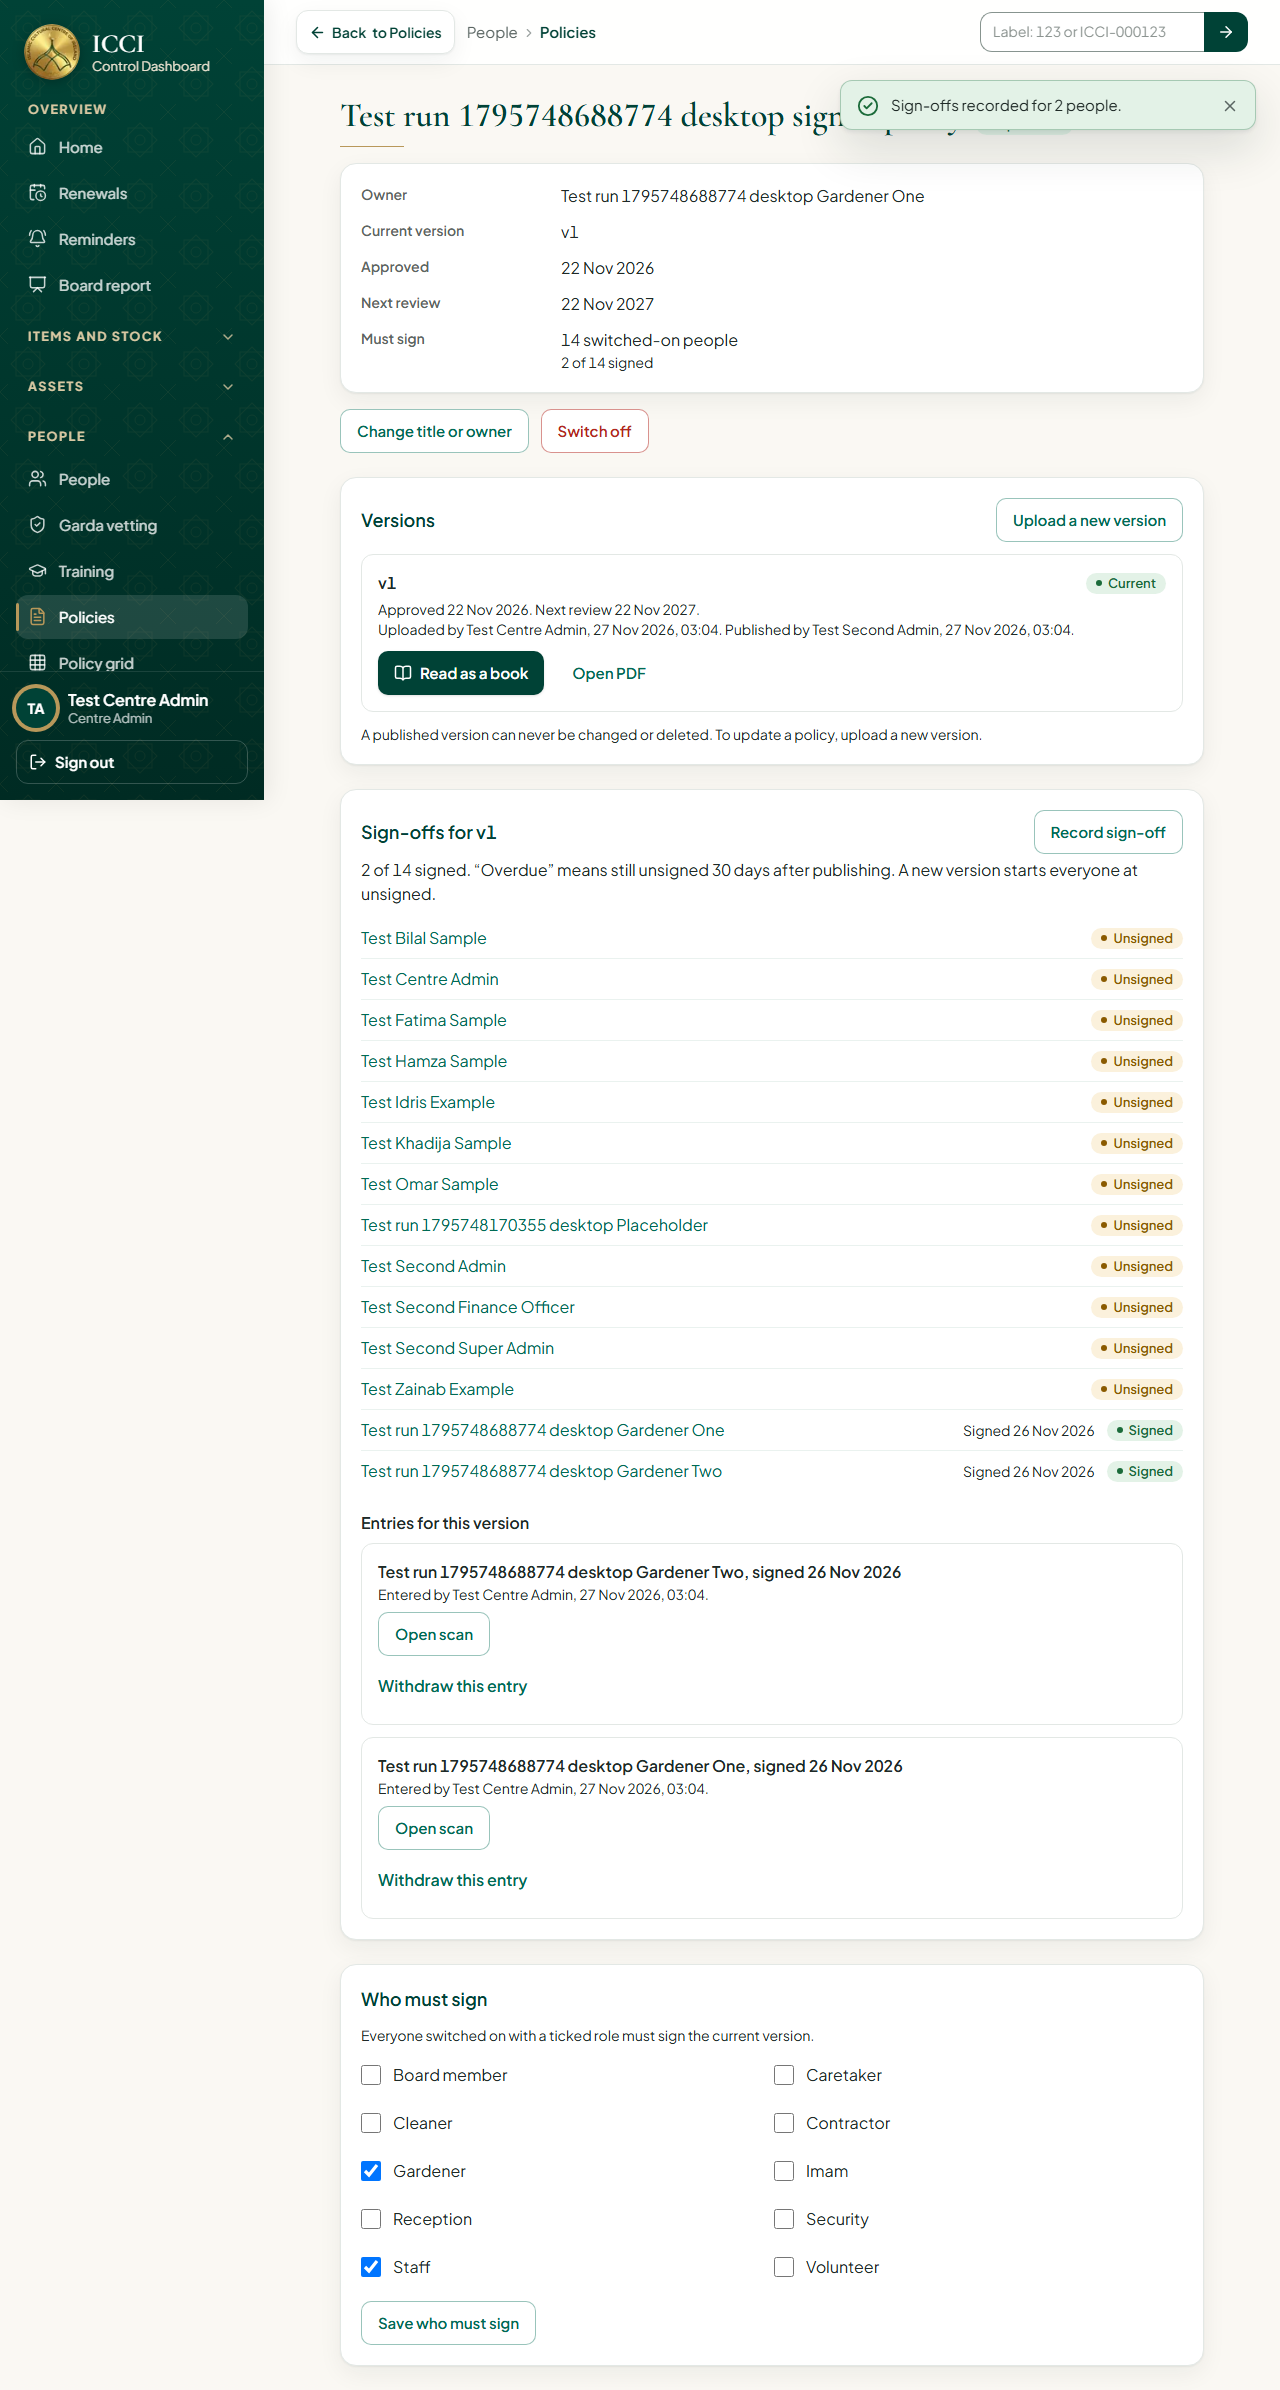 ICCI
Control Dashboard
OVERVIEW
Home
Renewals
Reminders
Board report
ITEMS AND STOCK
ASSETS
PEOPLE
People
Garda vetting
Training
Policies
Policy grid
TA
Test Centre Admin
Centre Admin
Sign out
Back to Policies
People > Policies
Label: 123 or ICCI-000123
Sign-offs recorded for 2 people.
Test run 1795748688774 desktop sign
Owner
Test run 1795748688774 desktop Gardener One
Current version
v1
Approved
22 Nov 2026
Next review
22 Nov 2027
Must sign
14 switched-on people
2 of 14 signed
Change title or owner
Switch off
Versions
Upload a new version
v1
Current
Approved 22 Nov 2026. Next review 22 Nov 2027.
Uploaded by Test Centre Admin, 27 Nov 2026, 03:04. Published by Test Second Admin, 27 Nov 2026, 03:04.
Read as a book
Open PDF
A published version can never be changed or deleted. To update a policy, upload a new version.
Sign-offs for v1
Record sign-off
2 of 14 signed. “Overdue” means still unsigned 30 days after publishing. A new version starts everyone at
unsigned.
Test Bilal Sample
Unsigned
Test Centre Admin
Unsigned
Test Fatima Sample
Unsigned
Test Hamza Sample
Unsigned
Test Idris Example
Unsigned
Test Khadija Sample
Unsigned
Test Omar Sample
Unsigned
Test run 1795748170355 desktop Placeholder
Unsigned
Test Second Admin
Unsigned
Test Second Finance Officer
Unsigned
Test Second Super Admin
Unsigned
Test Zainab Example
Unsigned
Test run 1795748688774 desktop Gardener One
Signed 26 Nov 2026
Signed
Test run 1795748688774 desktop Gardener Two
Signed 26 Nov 2026
Signed
Entries for this version
Test run 1795748688774 desktop Gardener Two, signed 26 Nov 2026
Entered by Test Centre Admin, 27 Nov 2026, 03:04.
Open scan
Withdraw this entry
Test run 1795748688774 desktop Gardener One, signed 26 Nov 2026
Entered by Test Centre Admin, 27 Nov 2026, 03:04.
Open scan
Withdraw this entry
Who must sign
Everyone switched on with a ticked role must sign the current version.
Board member
Caretaker
Cleaner
Contractor
Gardener
Imam
Reception
Security
Staff
Volunteer
Save who must sign